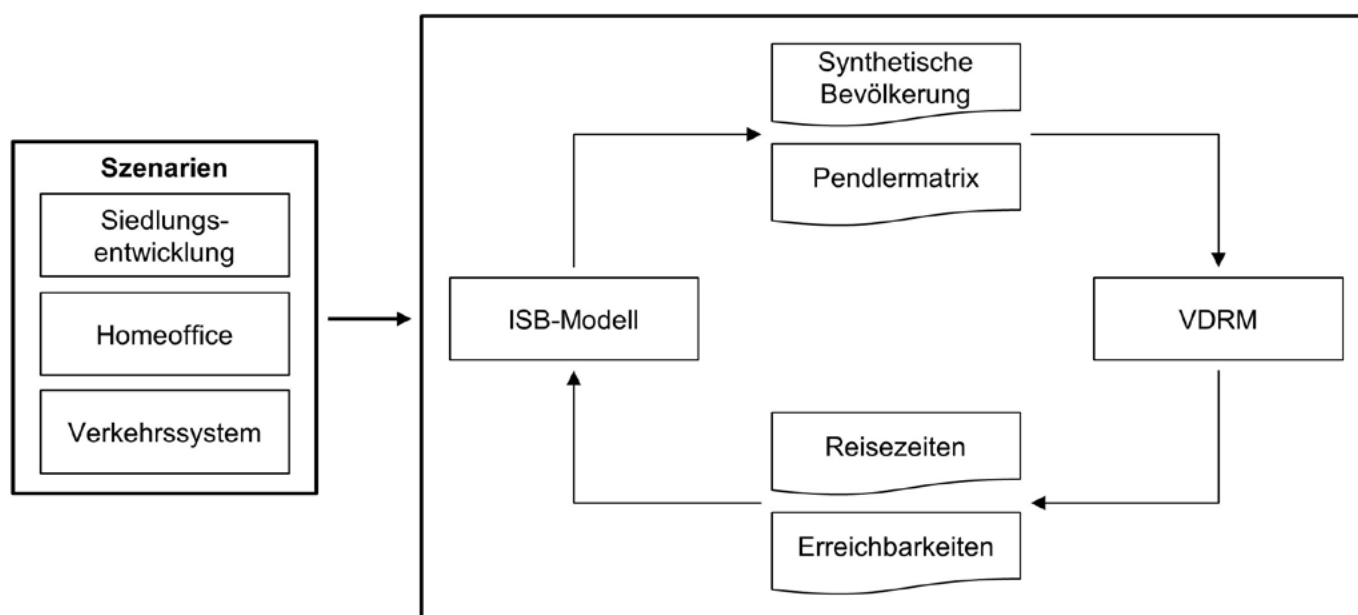 Szenarien
Siedlungs-
entwicklung
Homeoffice
Verkehrssystem
Synthetische
Bevölkerung
Pendlermatrix
ISB-Modell
VDRM
Reisezeiten
Erreichbarkeiten